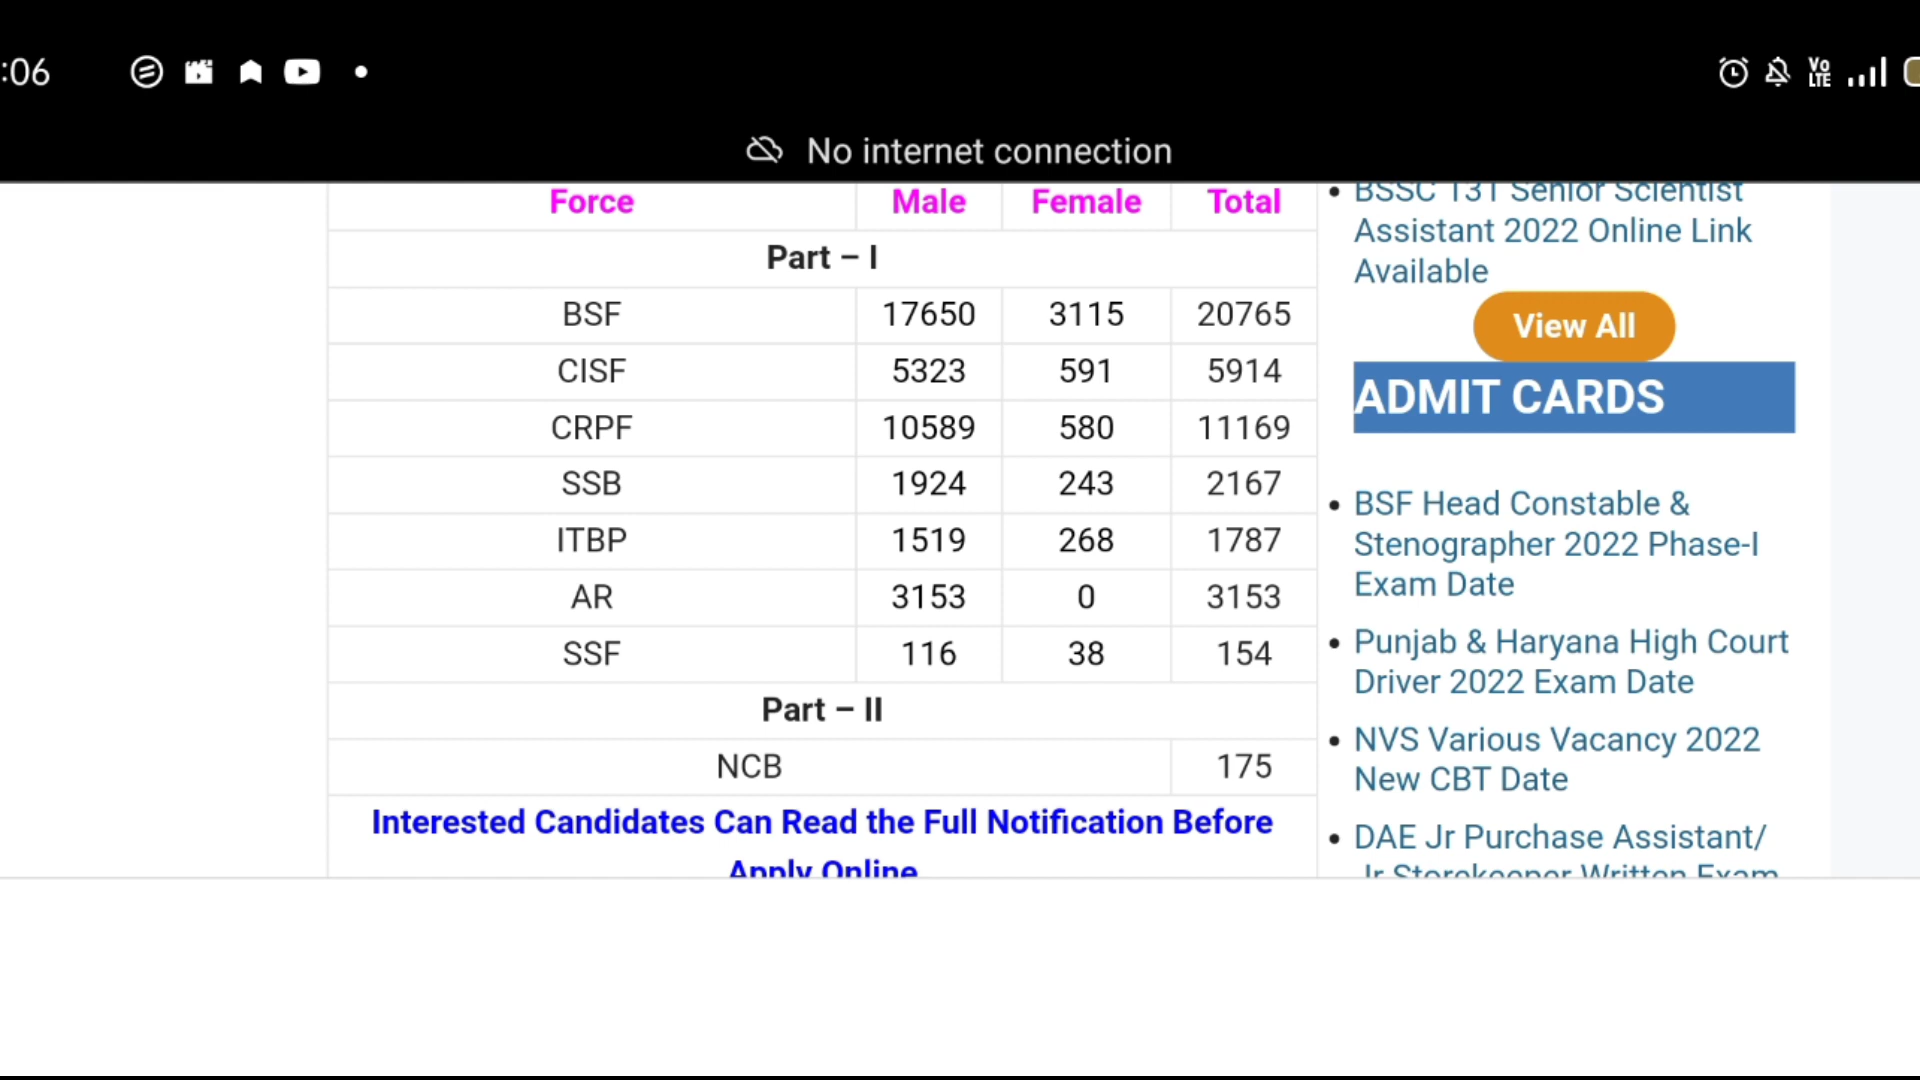 :06
Vo
LTE
No internet connection
Force Male Female Total
Part – I
BSF 17650 3115 20765
CISF 5323 591 5914
CRPF 10589 580 11169
SSB 1924 243 2167
ITBP 1519 268 1787
AR 3153 0 3153
SSF 116 38 154
Part – II
NCB 175
Interested Candidates Can Read the Full Notification Before
Apply Online
BSSC 131 Senior Scientist
Assistant 2022 Online Link
Available
View All
ADMIT CARDS
BSF Head Constable &
Stenographer 2022 Phase-I
Exam Date
Punjab & Haryana High Court
Driver 2022 Exam Date
NVS Various Vacancy 2022
New CBT Date
DAE Jr Purchase Assistant/
Jr Storekeeper Written Exam